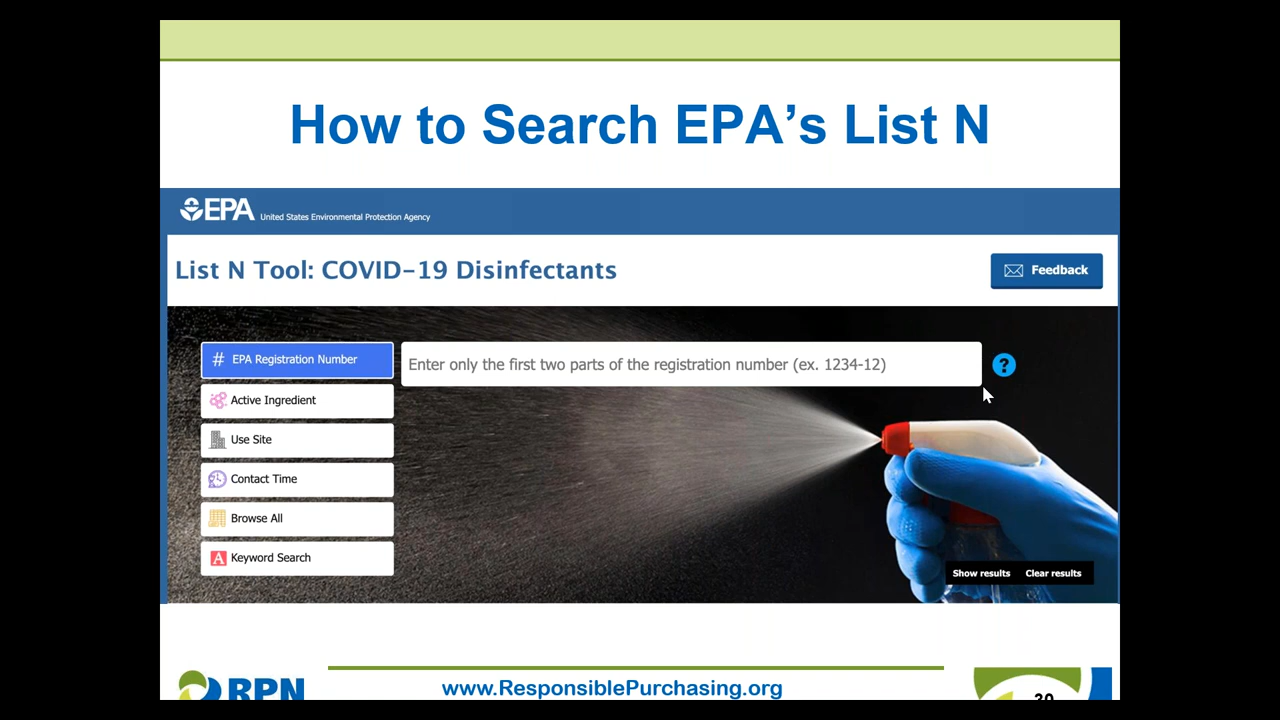 How to Search EPA’s List N
EPA United States Environmental Protection Agency
List N Tool: COVID-19 Disinfectants
Feedback
# EPA Registration Number
Enter only the first two parts of the registration number (ex. 1234-12)
?
Active Ingredient
Use Site
Contact Time
Browse All
A Keyword Search
Show results Clear results
RPN
www.ResponsiblePurchasing.org
30